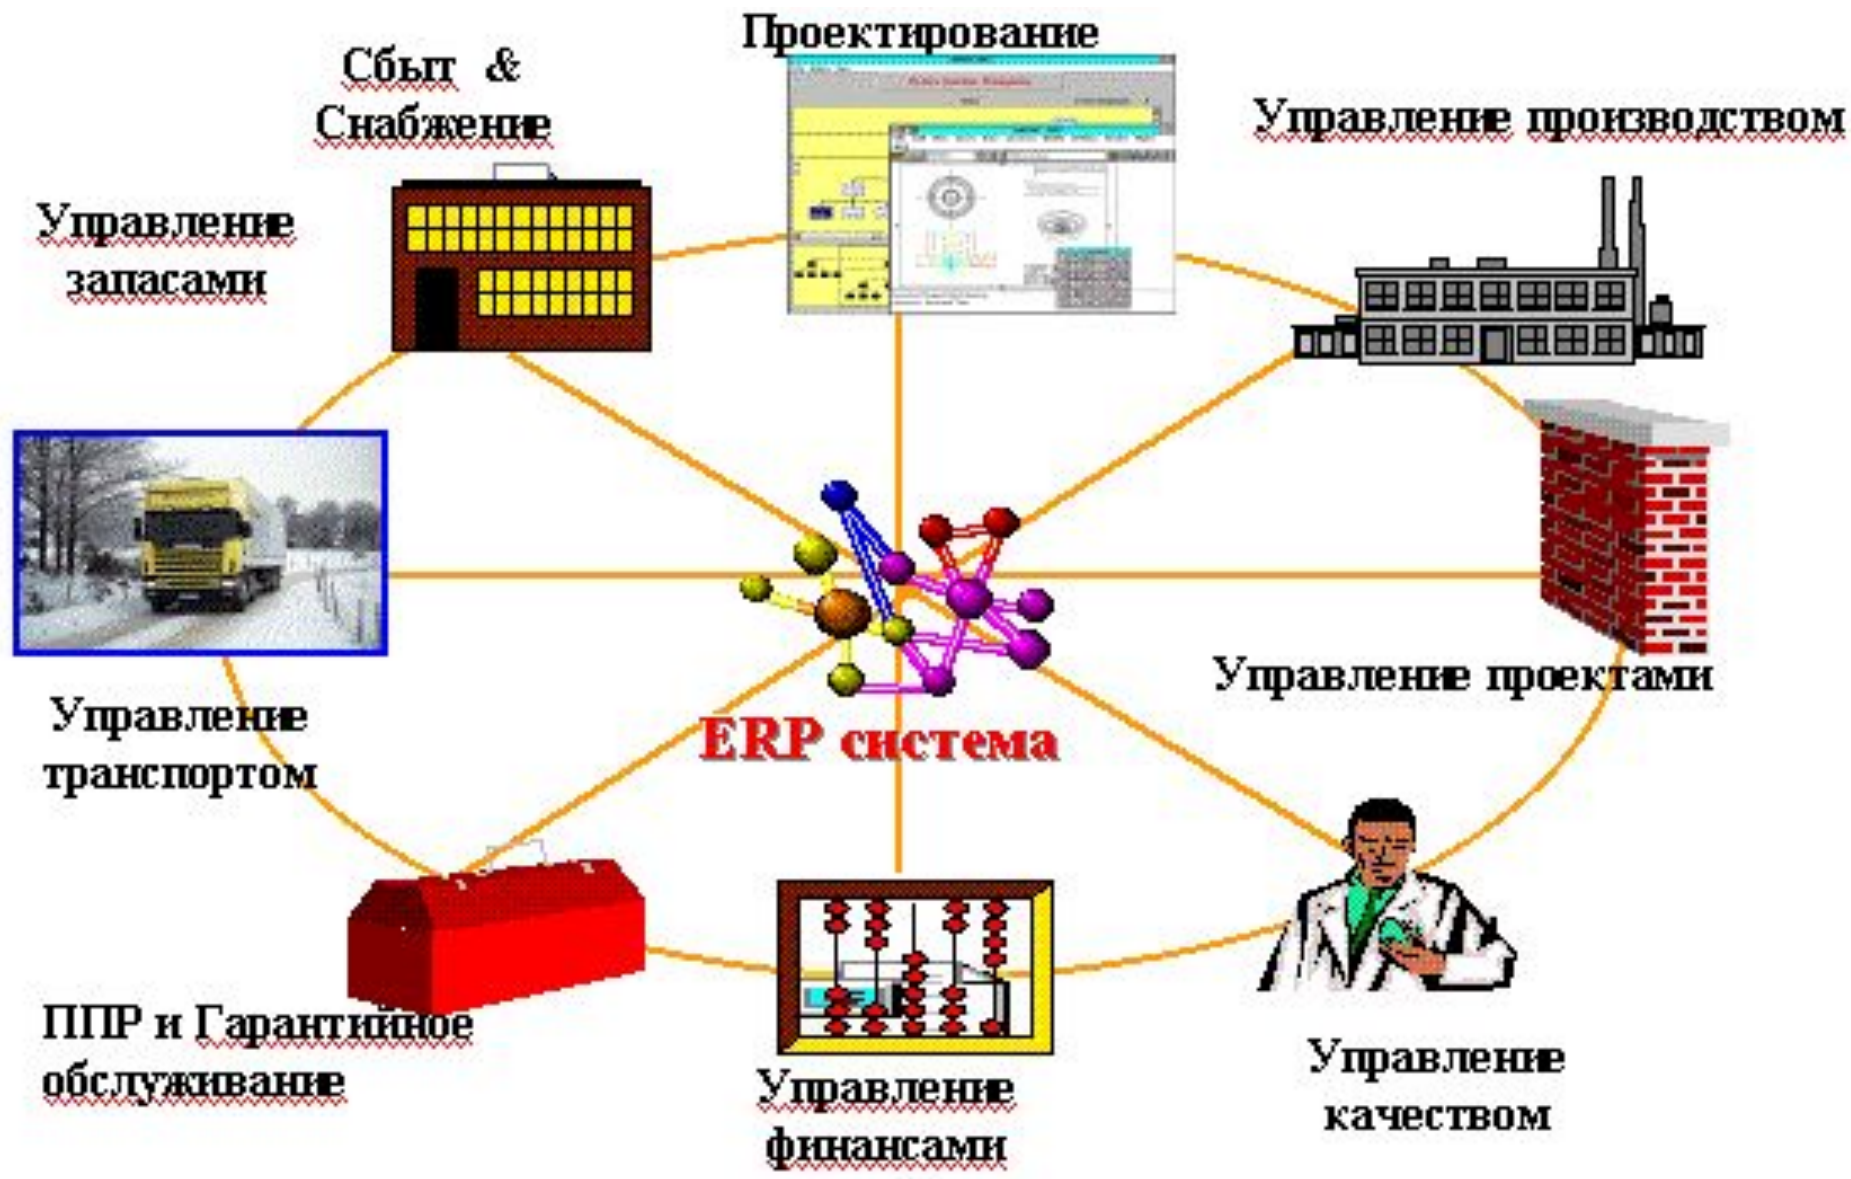 Проектирование
Сбыт &
Снабжение
Управление производством
Управление
запасами
Управление проектами
Управление
транспортом
ERP система
ППР и Гарантийное
обслуживание
Управление
финансами
Управление
качеством